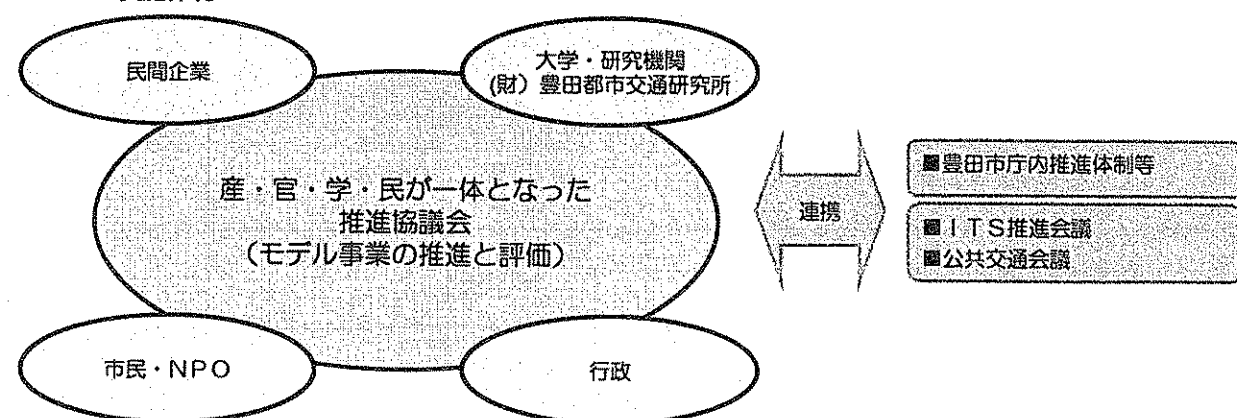 民間企業
大学・研究機関
(財)豊田都市交通研究所
産・官・学・民が一体となった
推進協議会
(モデル事業の推進と評価)
連携
■豊田市庁内推進体制等
■ITS推進会議
■公共交通会議
市民・NPO
行政